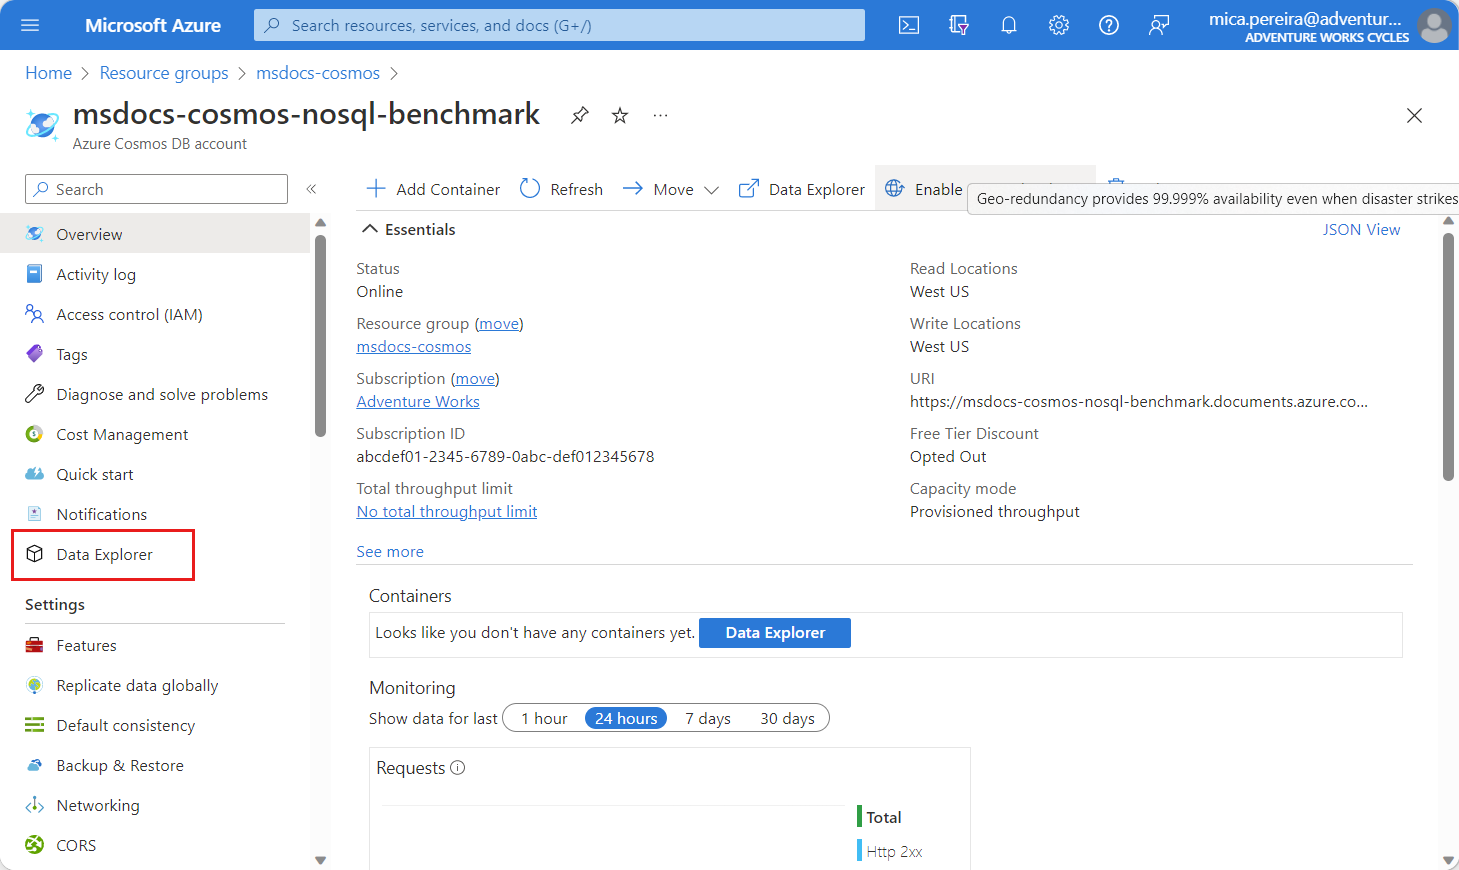 Microsoft Azure
Search resources, services, and docs (G+/)
mica.pereira@adventur...
ADVENTURE WORKS CYCLES
Home > Resource groups > msdocs-cosmos >
msdocs-cosmos-nosql-benchmark
Azure Cosmos DB account
Search
Add Container
Refresh
Move
Data Explorer
Enable
Geo-redundancy provides 99.999% availability even when disaster strikes
Overview
Activity log
Access control (IAM)
Tags
Diagnose and solve problems
Cost Management
Quick start
Notifications
Data Explorer
Settings
Features
Replicate data globally
Default consistency
Backup & Restore
Networking
CORS
Essentials
JSON View
Status
Online
Resource group (move)
msdocs-cosmos
Subscription (move)
Adventure Works
Subscription ID
abcdef01-2345-6789-0abc-def012345678
Total throughput limit
No total throughput limit
Read Locations
West US
Write Locations
West US
URI
https://msdocs-cosmos-nosql-benchmark.documents.azure.co...
Free Tier Discount
Opted Out
Capacity mode
Provisioned throughput
See more
Containers
Looks like you don't have any containers yet.
Data Explorer
Monitoring
Show data for last
1 hour
24 hours
7 days
30 days
Requests
Total
Http 2xx